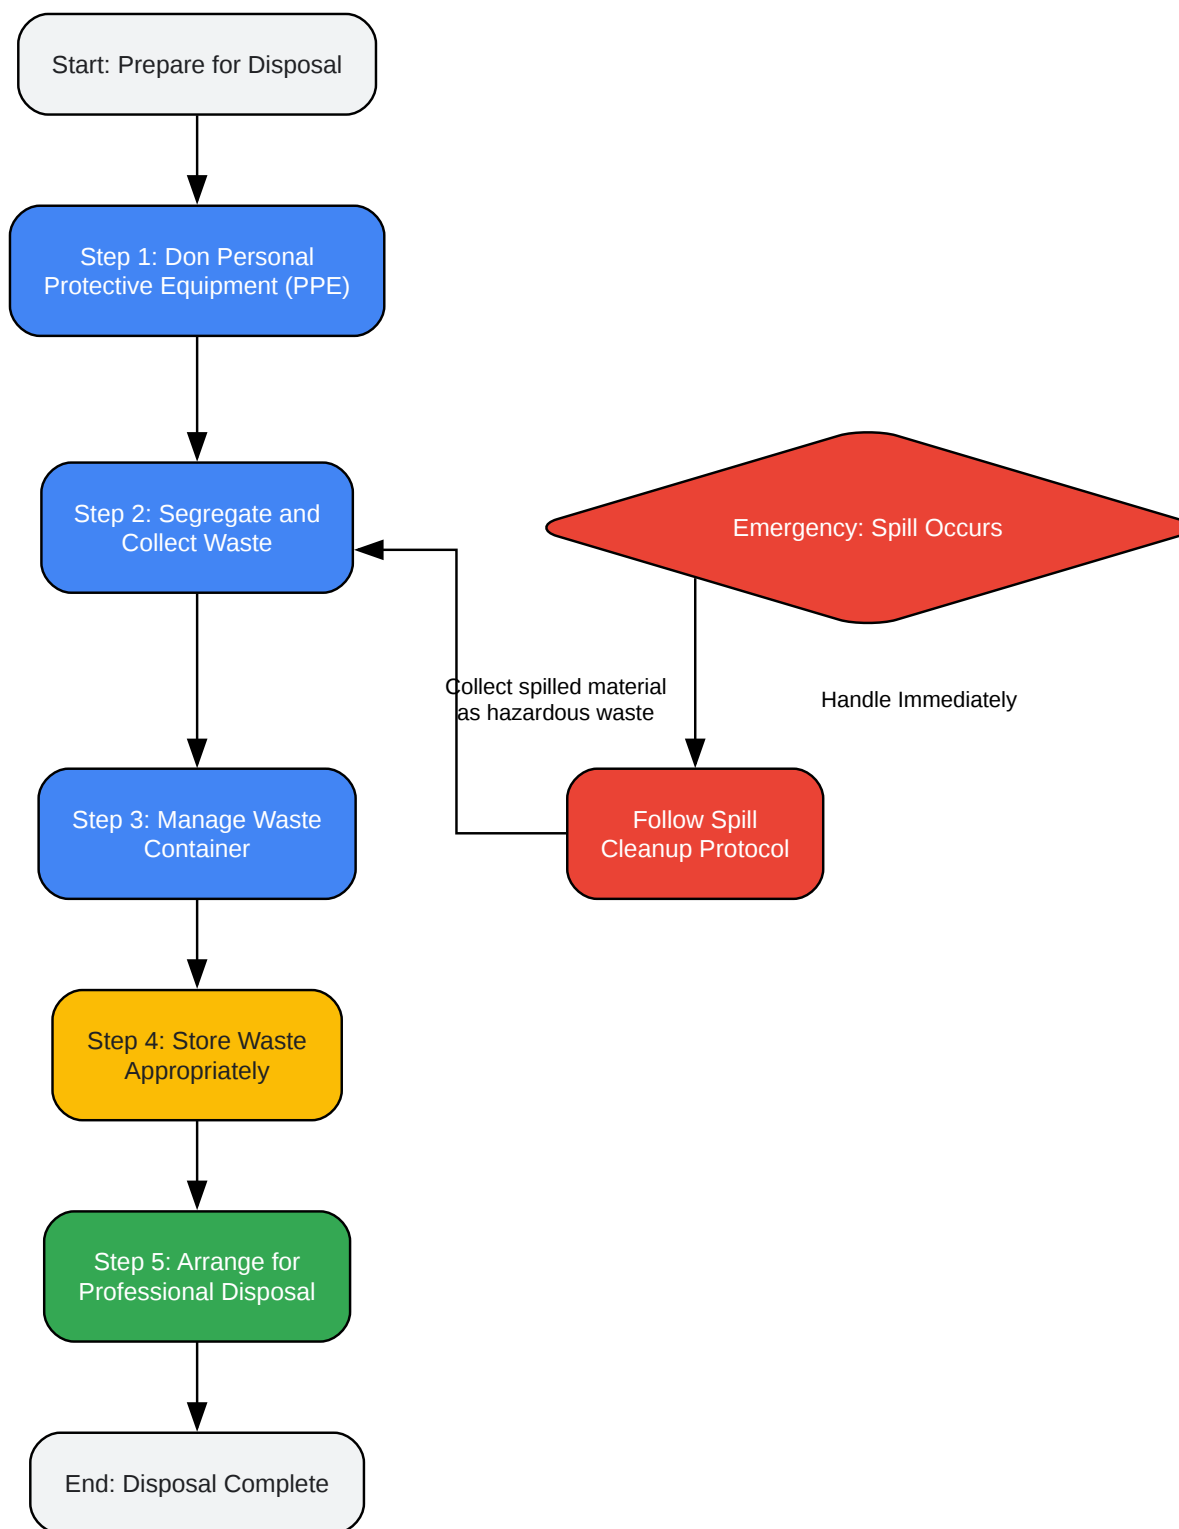 Start: Prepare for Disposal
Step 1: Don Personal
Protective Equipment (PPE)
Step 2: Segregate and
Collect Waste
Emergency: Spill Occurs
Collect spilled material
as hazardous waste
Handle Immediately
Step 3: Manage Waste
Container
Follow Spill
Cleanup Protocol
Step 4: Store Waste
Appropriately
Step 5: Arrange for
Professional Disposal
End: Disposal Complete